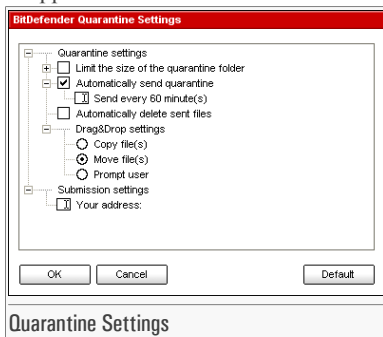 BitDefender Quarantine Settings
Quarantine settings
Limit the size of the quarantine folder
Automatically send quarantine
Send every 60 minute(s)
Automatically delete sent files
Drag&Drop settings
Copy file(s)
Move file(s)
Prompt user
Submission settings
Your address:
OK Cancel Default
Quarantine Settings